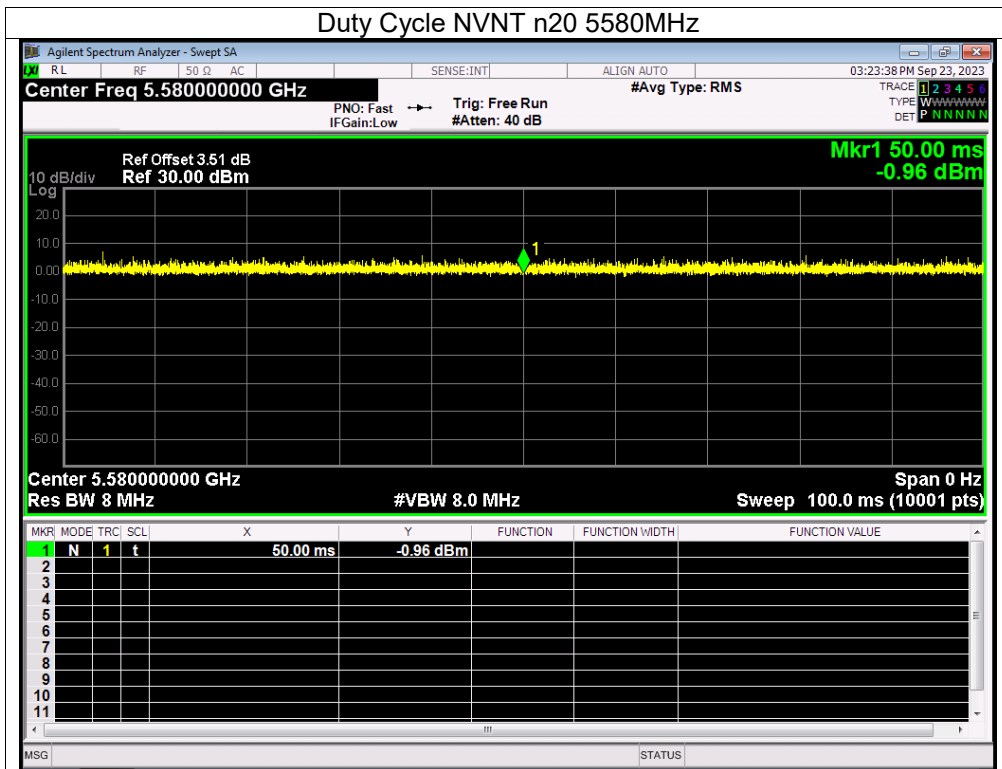 Duty Cycle NVNT n20 5580MHz
Agilent Spectrum Analyzer - Swept SA
LXI RL RF 50 Ω AC SENSE:INT ALIGN AUTO 03:23:38 PM Sep 23, 2023
Center Freq 5.580000000 GHz #Avg Type: RMS TRACE 1 2 3 4 5 6
PNO: Fast Trig: Free Run TYPE WWWWWW
IFGain:Low #Atten: 40 dB DET P N N N N N
Mkr1 50.00 ms
Ref Offset 3.51 dB
10 dB/div Ref 30.00 dBm -0.96 dBm
Log
20.0
10.0
1
0.00
-10.0
-20.0
-30.0
-40.0
-50.0
-60.0
Center 5.580000000 GHz Span 0 Hz
Res BW 8 MHz #VBW 8.0 MHz Sweep 100.0 ms (10001 pts)
MKR MODE TRC SCL X Y FUNCTION FUNCTION WIDTH FUNCTION VALUE
1 N 1 t 50.00 ms -0.96 dBm
2
3
4
5
6
7
8
9
10
11
MSG STATUS